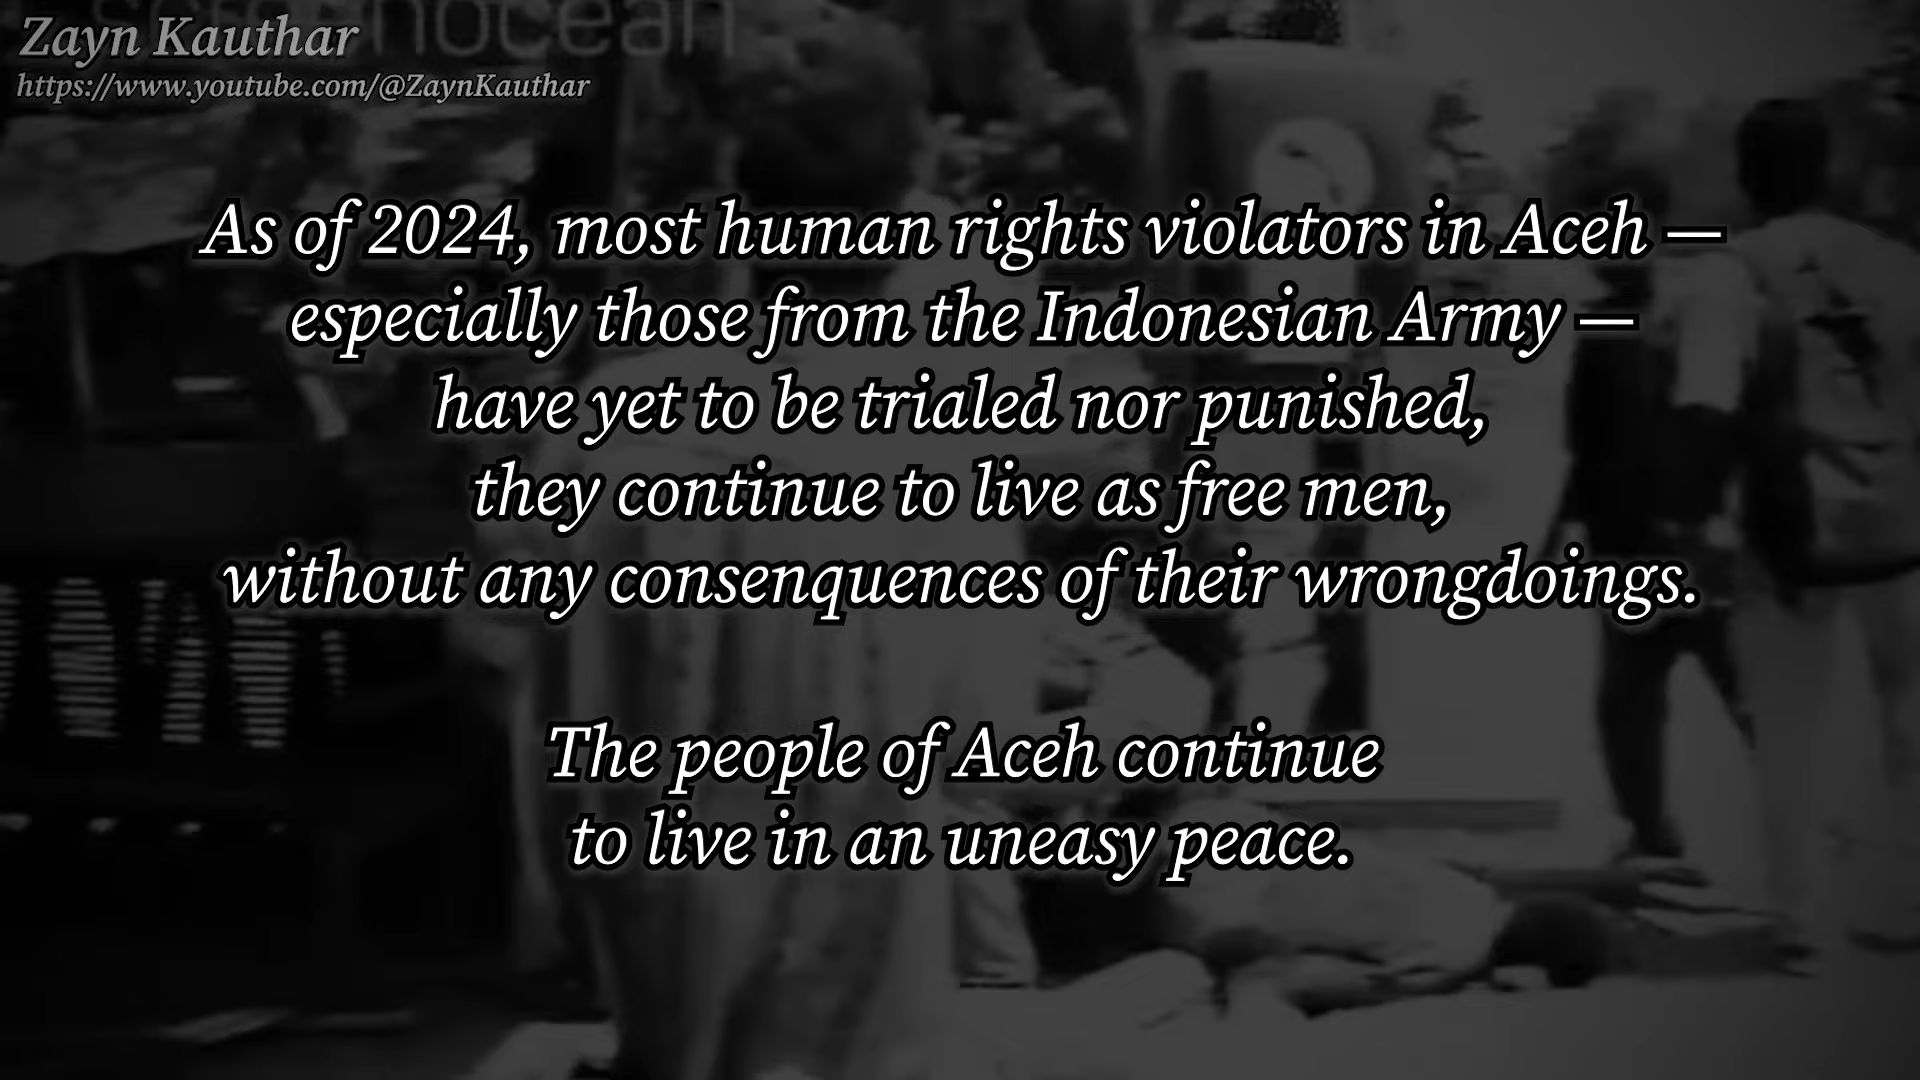 Zayn Kauthar
https://www.youtube.com/@ZaynKauthar
As of 2024, most human rights violators in Aceh —
especially those from the Indonesian Army —
have yet to be trialed nor punished,
they continue to live as free men,
without any consenquences of their wrongdoings.
The people of Aceh continue
to live in an uneasy peace.